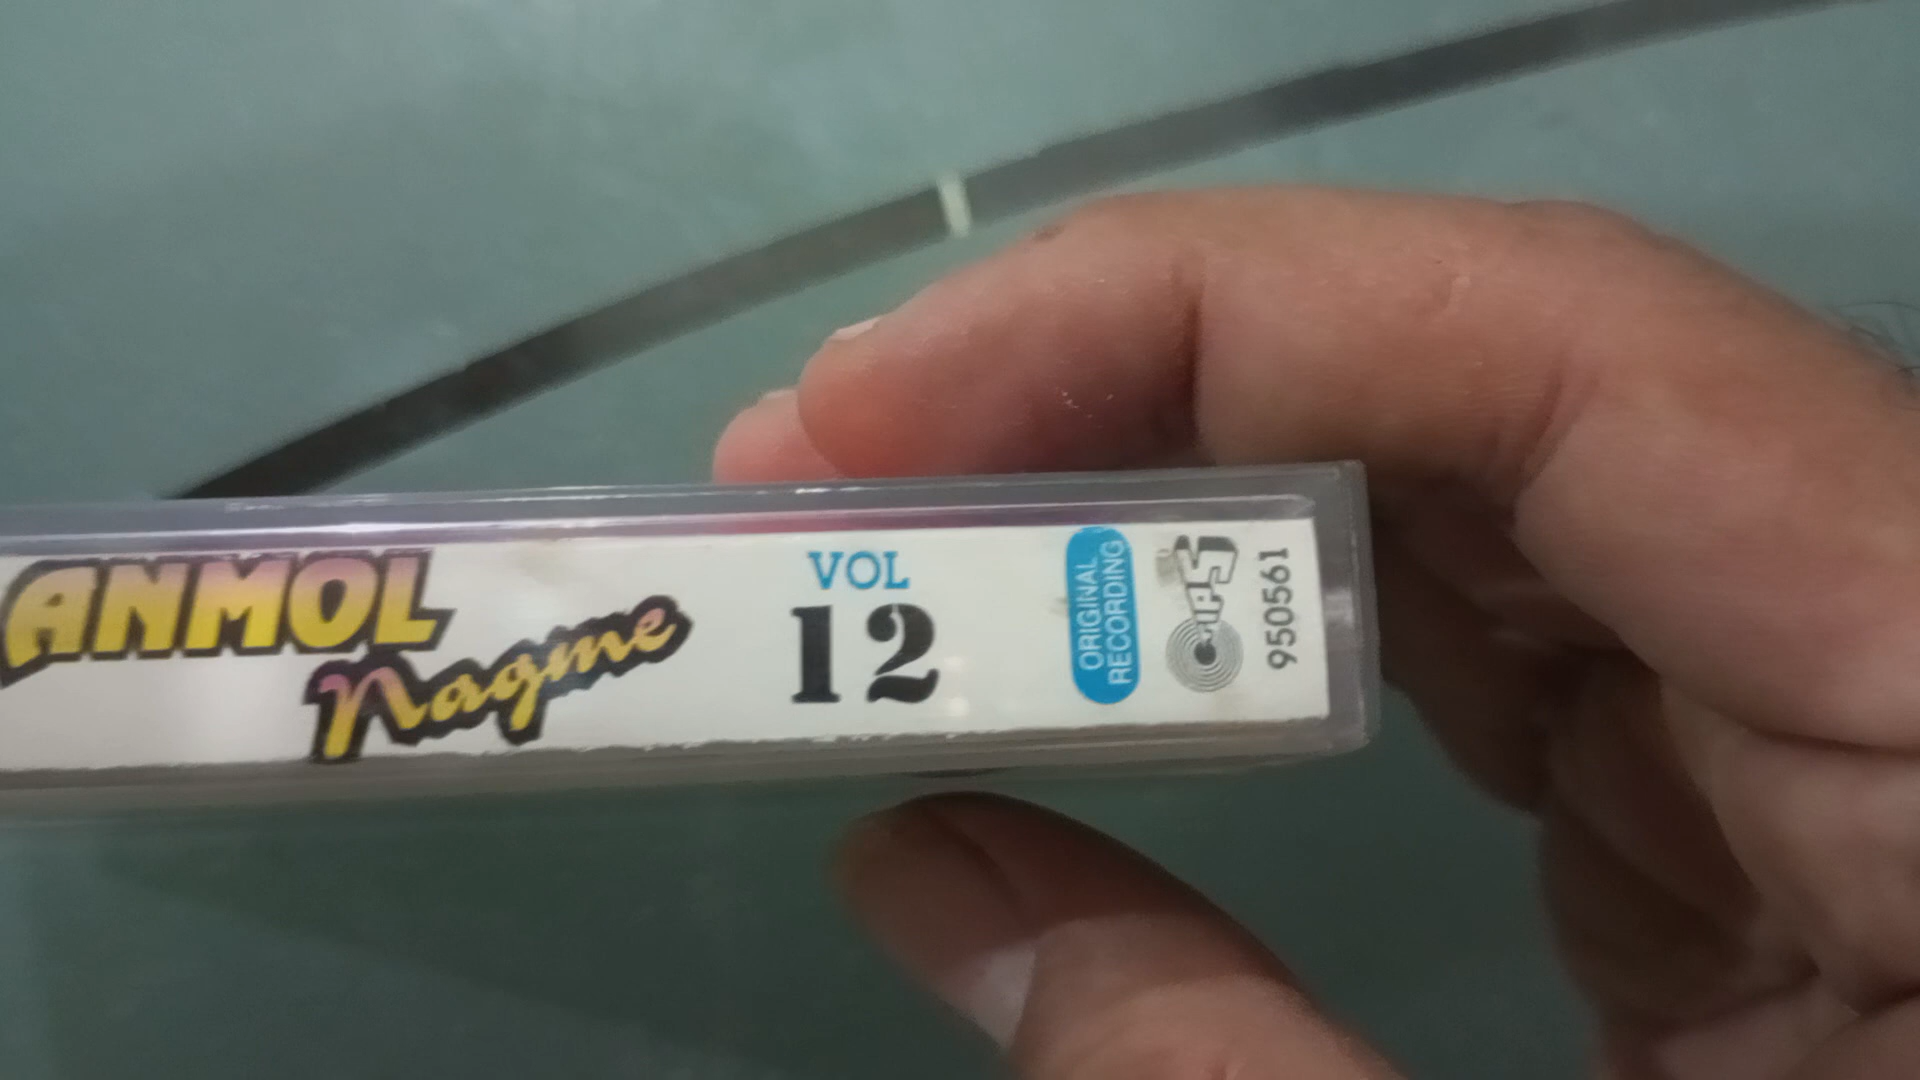 ANMOL
Nagme
VOL
12
ORIGINAL
RECORDING
TIPS
950561